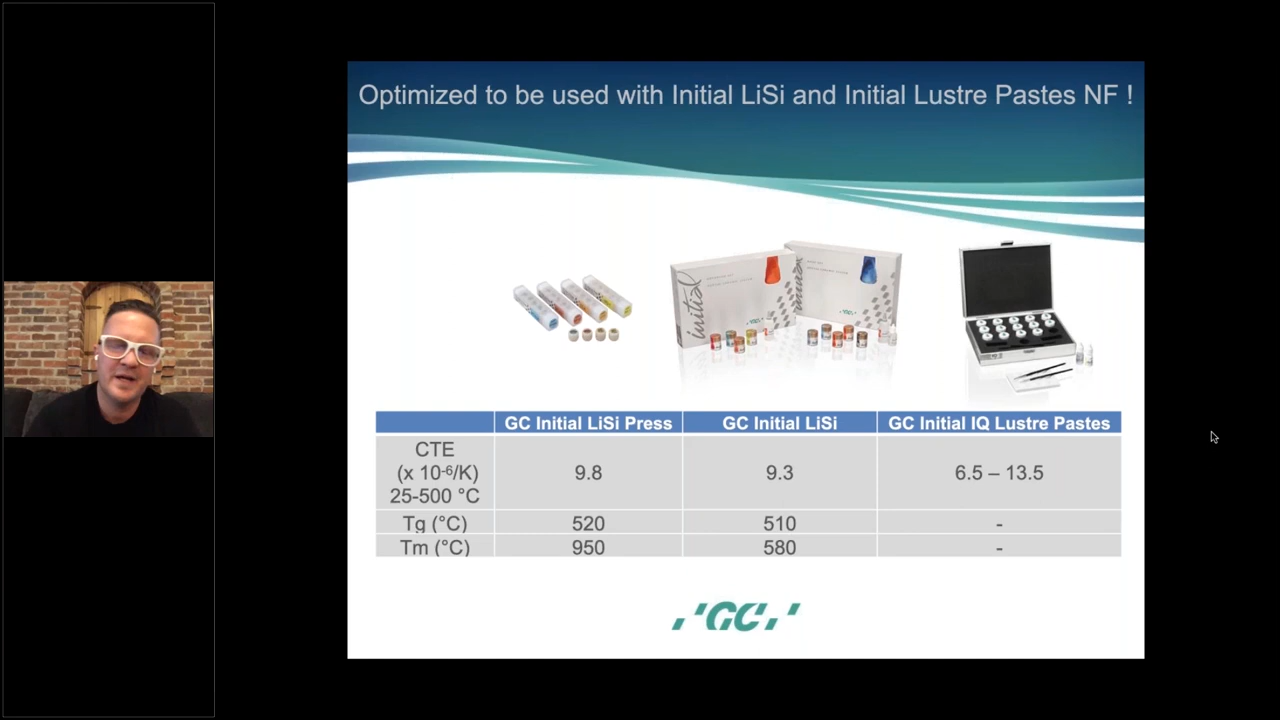 Optimized to be used with Initial LiSi and Initial Lustre Pastes NF !
initial
GC
GC Initial LiSi Press GC Initial LiSi GC Initial IQ Lustre Pastes
CTE
(x 10-6/K)
25-500 °C
9.8 9.3 6.5 – 13.5
Tg (°C) 520 510 -
Tm (°C) 950 580 -
GC